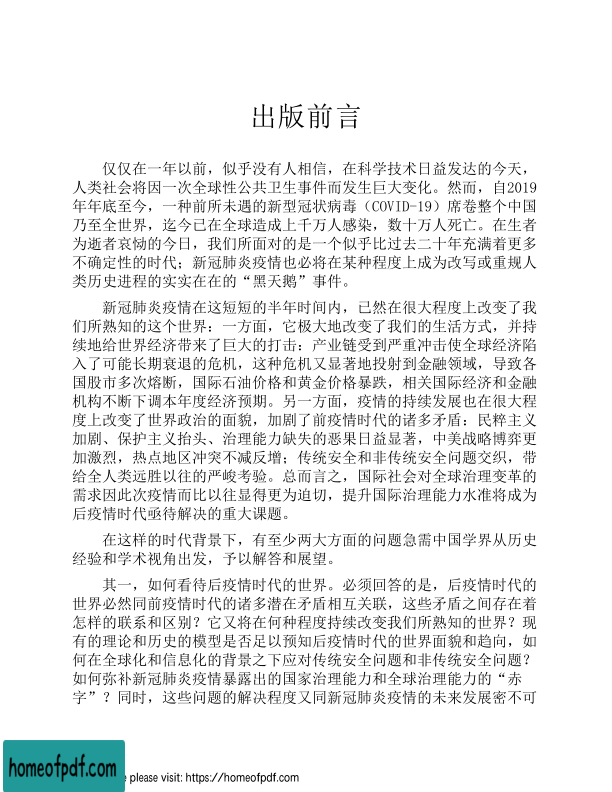 出版前言
仅仅在一年以前，似乎没有人相信，在科学技术日益发达的今天，
人类社会将因一次全球性公共卫生事件而发生巨大变化。然而，自2019
年年底至今，一种前所未遇的新型冠状病毒（COVID-19）席卷整个中国
乃至全世界，迄今已在全球造成上千万人感染，数十万人死亡。在生者
为逝者哀恸的今日，我们所面对的是一个似乎比过去二十年充满着更多
不确定性的时代；新冠肺炎疫情也必将在某种程度上成为改写或重规人
类历史进程的实实在在的“黑天鹅”事件。
新冠肺炎疫情在这短短的半年时间内，已然在很大程度上改变了我
们所熟知的这个世界：一方面，它极大地改变了我们的生活方式，并持
续地给世界经济带来了巨大的打击：产业链受到严重冲击使全球经济陷
入了可能长期衰退的危机，这种危机又显著地投射到金融领域，导致各
国股市多次熔断，国际石油价格和黄金价格暴跌，相关国际经济和金融
机构不断下调本年度经济预期。另一方面，疫情的持续发展也在很大程
度上改变了世界政治的面貌，加剧了前疫情时代的诸多矛盾：民粹主义
加剧、保护主义抬头、治理能力缺失的恶果日益显著，中美战略博弈更
加激烈，热点地区冲突不减反增；传统安全和非传统安全问题交织，带
给全人类远胜以往的严峻考验。总而言之，国际社会对全球治理变革的
需求因此次疫情而比以往显得更为迫切，提升国际治理能力水准将成为
后疫情时代亟待解决的重大课题。
在这样的时代背景下，有至少两大方面的问题急需中国学界从历史
经验和学术视角出发，予以解答和展望。
其一，如何看待后疫情时代的世界。必须回答的是，后疫情时代的
世界必然同前疫情时代的诸多潜在矛盾相互关联，这些矛盾之间存在着
怎样的联系和区别？它又将在何种程度持续改变我们所熟知的世界？现
有的理论和历史的模型是否足以预知后疫情时代的世界面貌和趋向，如
何在全球化和信息化的背景之下应对传统安全问题和非传统安全问题？
如何弥补新冠肺炎疫情暴露出的国家治理能力和全球治理能力的“赤
字”？同时，这些问题的解决程度又同新冠肺炎疫情的未来发展密不可
homeofpdf.com
e please visit: https://homeofpdf.com